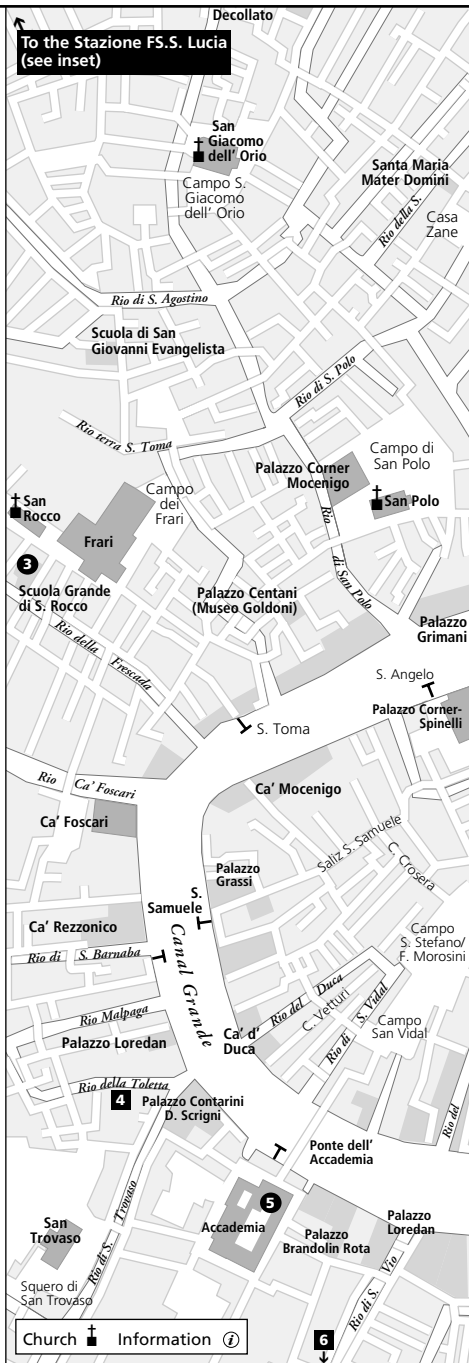 Decollato
To the Stazione FS.S. Lucia
(see inset)
San
Giacomo
dell' Orio
Campo S.
Giacomo
dell' Orio
Santa Maria
Mater Domini
Rio della S.
Casa
Zane
Rio di S. Agostino
Scuola di San
Giovanni Evangelista
Rio di S. Polo
Rio terra S. Toma
Campo di
San Polo
Palazzo Corner
Mocenigo
San Polo
Campo
dei
Frari
San
Rocco
Frari
Rio
di San Polo
3
Scuola Grande
di S. Rocco
Palazzo Centani
(Museo Goldoni)
Palazzo
Grimani
Rio della
Frescada
S. Angelo
Palazzo Corner-
Spinelli
S. Toma
Rio
Ca' Foscari
Ca' Mocenigo
Ca' Foscari
Saliz S. Samuele
C. Crosera
Palazzo
Grassi
S.
Samuele
Ca' Rezzonico
Campo
S. Stefano/
F. Morosini
Rio di
S. Barnaba
Canal Grande
Rio del
Duca
C. Vetturi
Rio di
S. Vidal
Rio Malpaga
Campo
San Vidal
Palazzo Loredan
Ca' d'
Duca
Rio della Toletta
4
Palazzo Contarini
D. Scrigni
Rio del
Ponte dell'
Accademia
5
San
Trovaso
Rio di S.
Trovaso
Accademia
Palazzo
Brandolin Rota
Palazzo
Loredan
Squero di
San Trovaso
Rio di S.
Vio
Church
Information
i
6